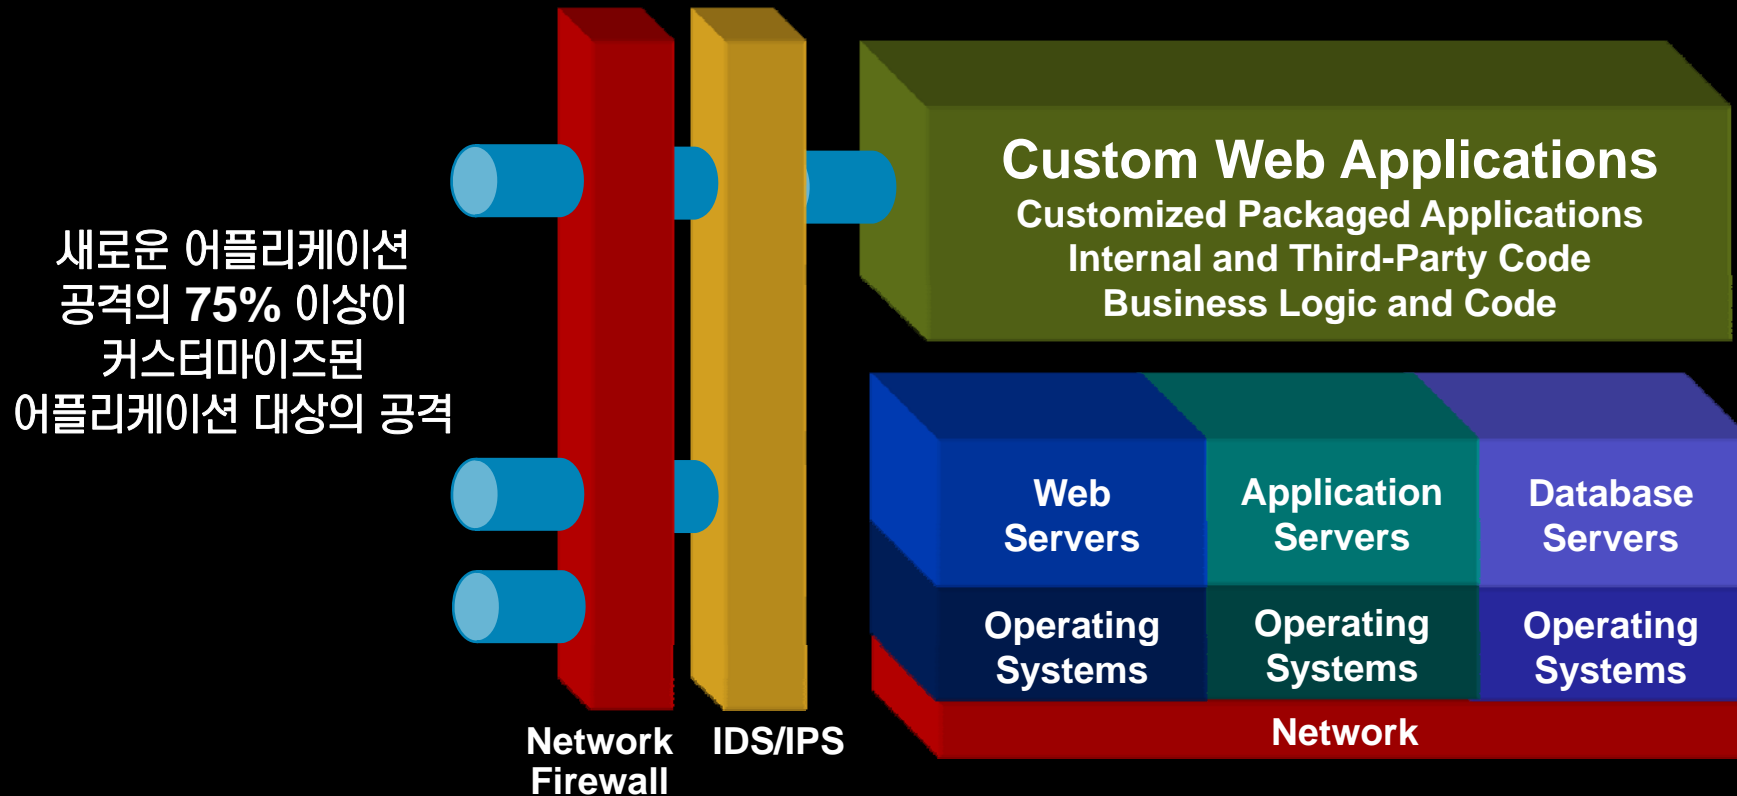 새로운 어플리케이션
공격의 75% 이상이
커스터마이즈된
어플리케이션 대상의 공격
Network
Firewall
IDS/IPS
Custom Web Applications
Customized Packaged Applications
Internal and Third-Party Code
Business Logic and Code
Web
Servers
Application
Servers
Database
Servers
Operating
Systems
Operating
Systems
Operating
Systems
Network